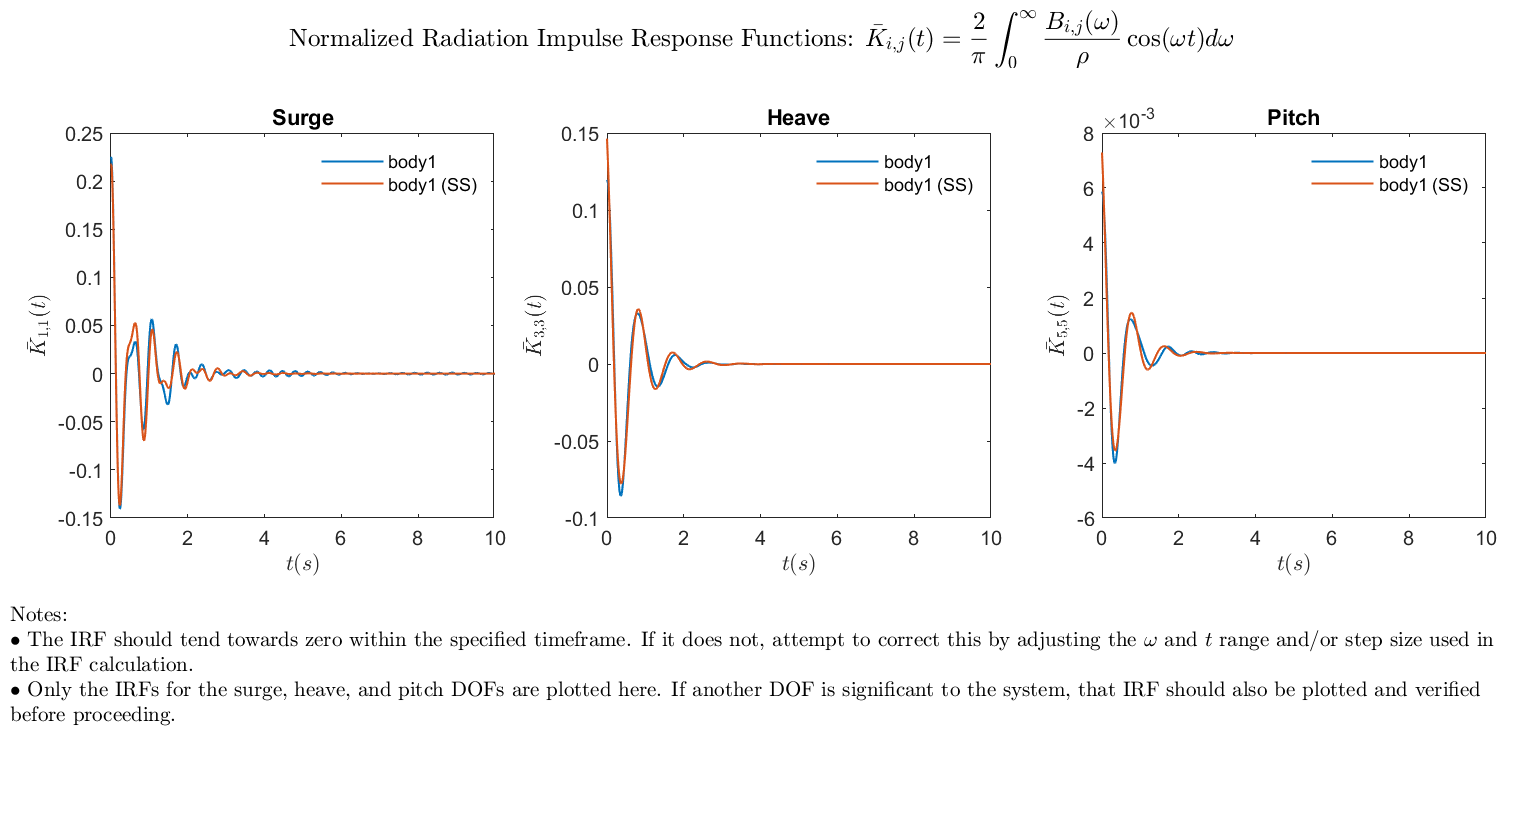 Normalized Radiation Impulse Response Functions: $\bar{K}_{i,j}(t) = \frac{2}{\pi} \int_0^\infty \frac{B_{i,j}(\omega)}{\rho} \cos(\omega t) d\omega$
Surge
0.25
0.2
0.15
0.1
0.05
0
-0.05
-0.1
-0.15
$\bar{K}_{1,1}(t)$
body1
body1 (SS)
0 2 4 6 8 10
t(s)
Heave
0.15
0.1
0.05
0
-0.05
-0.1
$\bar{K}_{3,3}(t)$
body1
body1 (SS)
0 2 4 6 8 10
t(s)
Pitch
×10⁻³
8
6
4
2
0
-2
-4
-6
$\bar{K}_{5,5}(t)$
body1
body1 (SS)
0 2 4 6 8 10
t(s)
Notes:
• The IRF should tend towards zero within the specified timeframe. If it does not, attempt to correct this by adjusting the ω and t range and/or step size used in
the IRF calculation.
• Only the IRFs for the surge, heave, and pitch DOFs are plotted here. If another DOF is significant to the system, that IRF should also be plotted and verified
before proceeding.